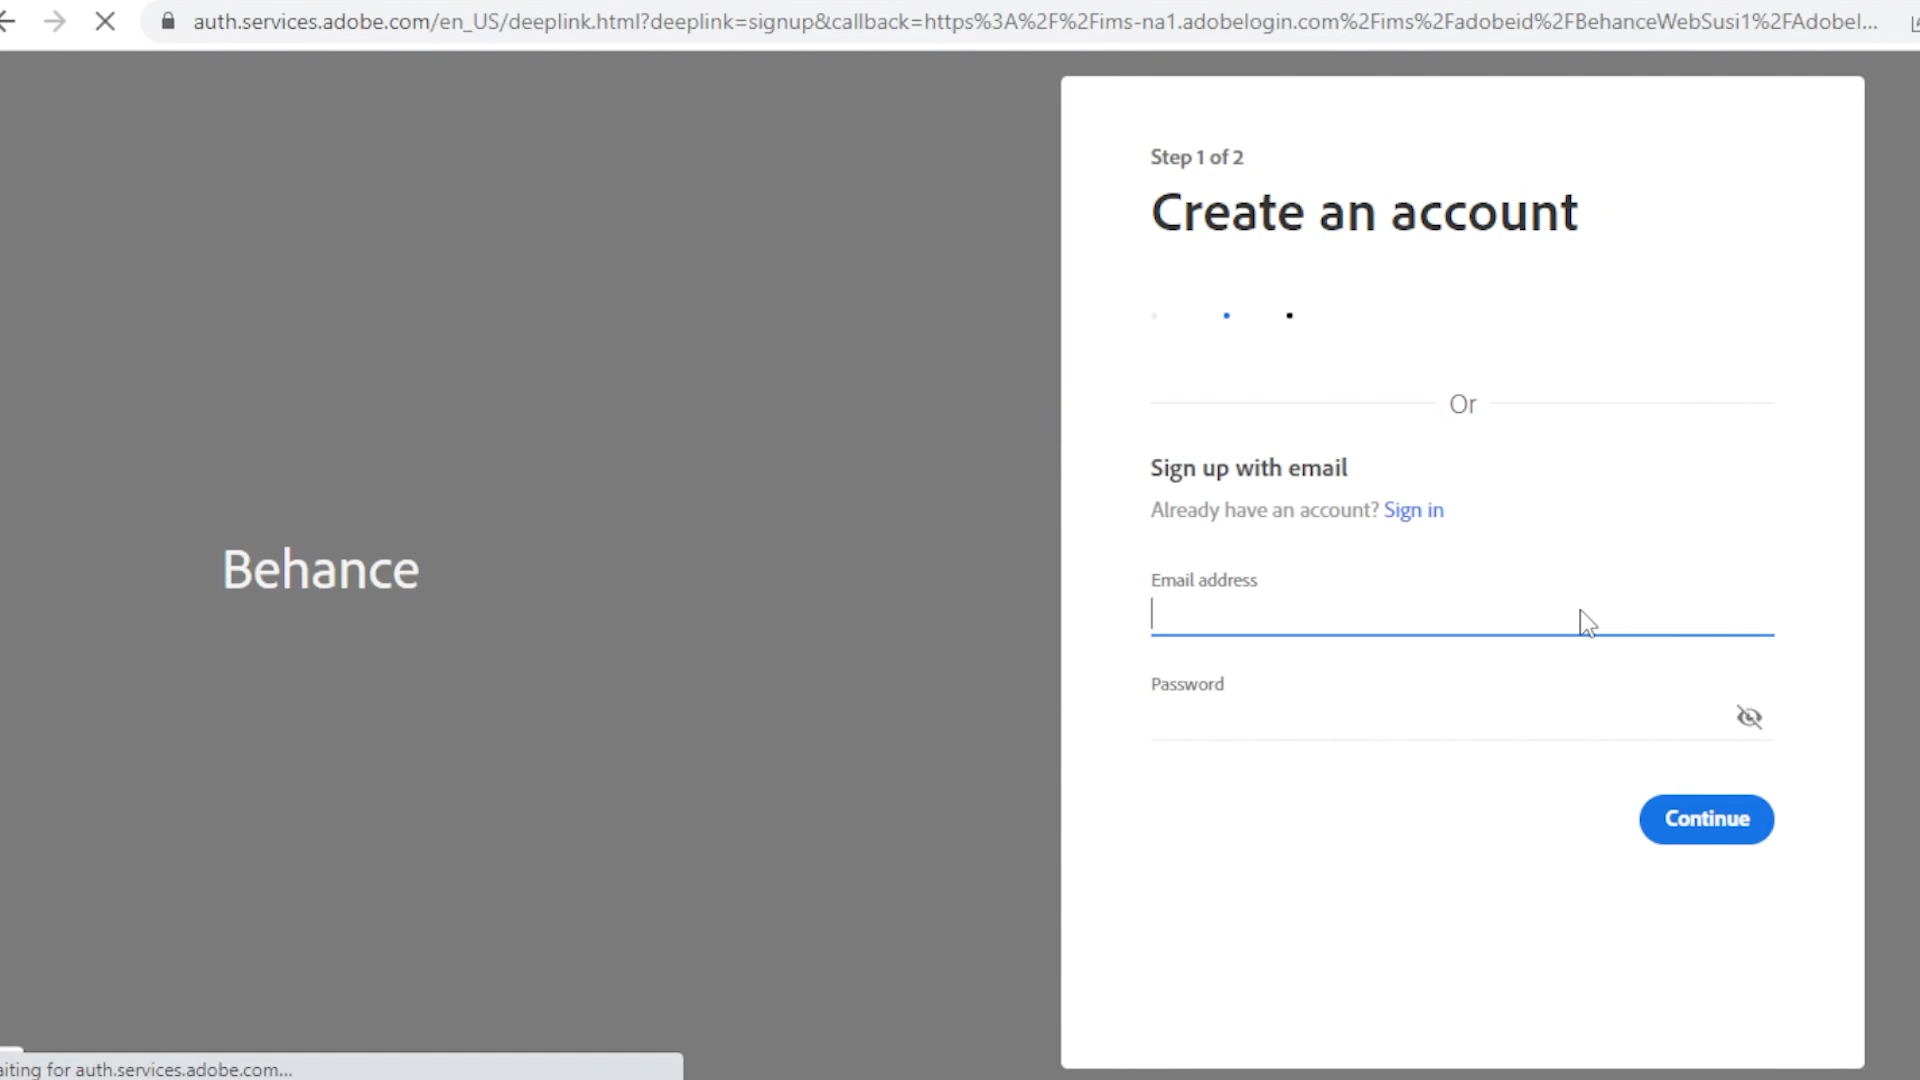 auth.services.adobe.com/en_US/deeplink.html?deeplink=signup&callback=https%3A%2F%2Fims-na1.adobelogin.com%2Fims%2Fadobeid%2FBehanceWebSusi1%2FAdobel...
Step 1 of 2
Create an account
Or
Sign up with email
Already have an account? Sign in
Behance
Email address
Password
Continue
aiting for auth.services.adobe.com...